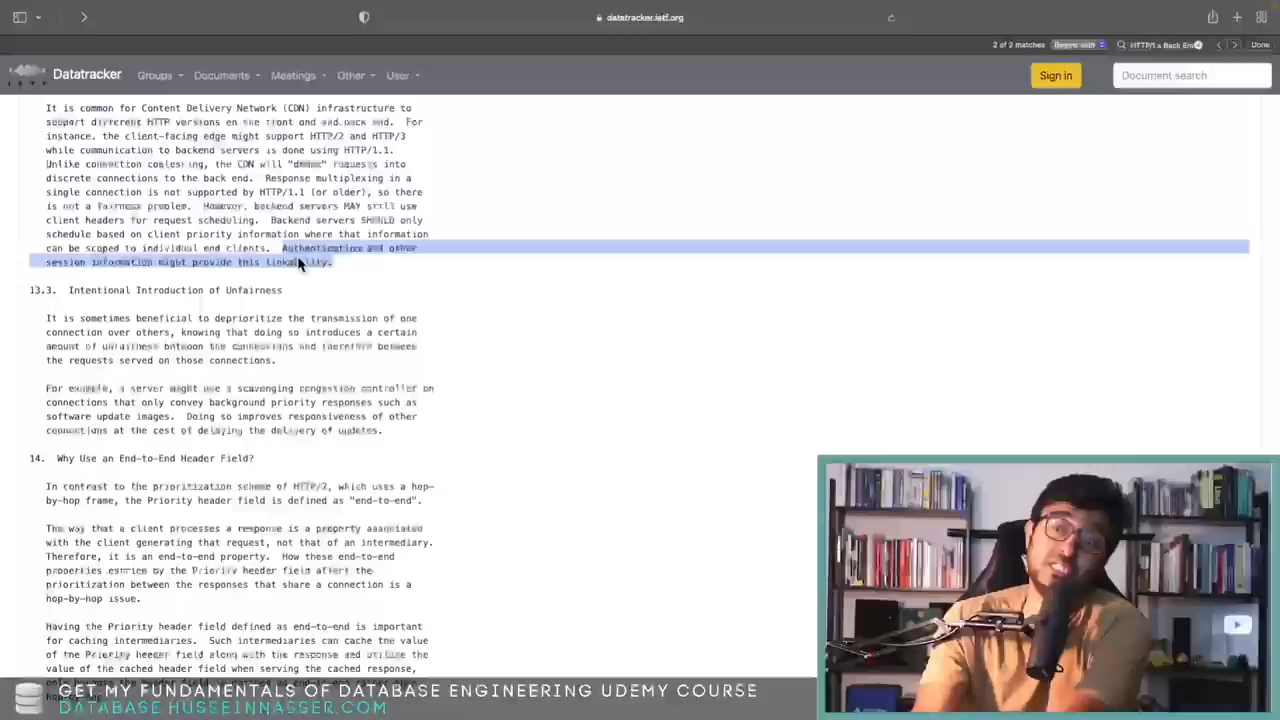 datatracker.ietf.org
2 of 2 matches Begins with HTTP/1.x Back End Done
Datatracker Groups Documents Meetings Other User Sign in Document search
It is common for Content Delivery Network (CDN) infrastructure to
support different HTTP versions on the front end and back end. For
instance, the client-facing edge might support HTTP/2 and HTTP/3
while communication to backend servers is done using HTTP/1.1.
Unlike connection coalescing, the CDN will "demux" requests into
discrete connections to the back end. Response multiplexing in a
single connection is not supported by HTTP/1.1 (or older), so there
is not a fairness problem. However, backend servers MAY still use
client headers for request scheduling. Backend servers SHOULD only
schedule based on client priority information where that information
can be scoped to individual end clients. Authentication and other
session information might provide this linkability.
13.3. Intentional Introduction of Unfairness
It is sometimes beneficial to deprioritize the transmission of one
connection over others, knowing that doing so introduces a certain
amount of unfairness between the connections and therefore between
the requests served on those connections.
For example, a server might use a scavenging congestion controller on
connections that only convey background priority responses such as
software update images. Doing so improves responsiveness of other
connections at the cost of delaying the delivery of updates.
14. Why Use an End-to-End Header Field?
In contrast to the prioritization scheme of HTTP/2, which uses a hop-
by-hop frame, the Priority header field is defined as "end-to-end".
The way that a client processes a response is a property associated
with the client generating that request, not that of an intermediary.
Therefore, it is an end-to-end property. How these end-to-end
properties carried by the Priority header field affect the
prioritization between the responses that share a connection is a
hop-by-hop issue.
Having the Priority header field defined as end-to-end is important
for caching intermediaries. Such intermediaries can cache the value
of the Priority header field along with the response and utilize the
value of the cached header field when serving the cached response,
GET MY FUNDAMENTALS OF DATABASE ENGINEERING UDEMY COURSE
DATABASE.HUSSEINNASSER.COM